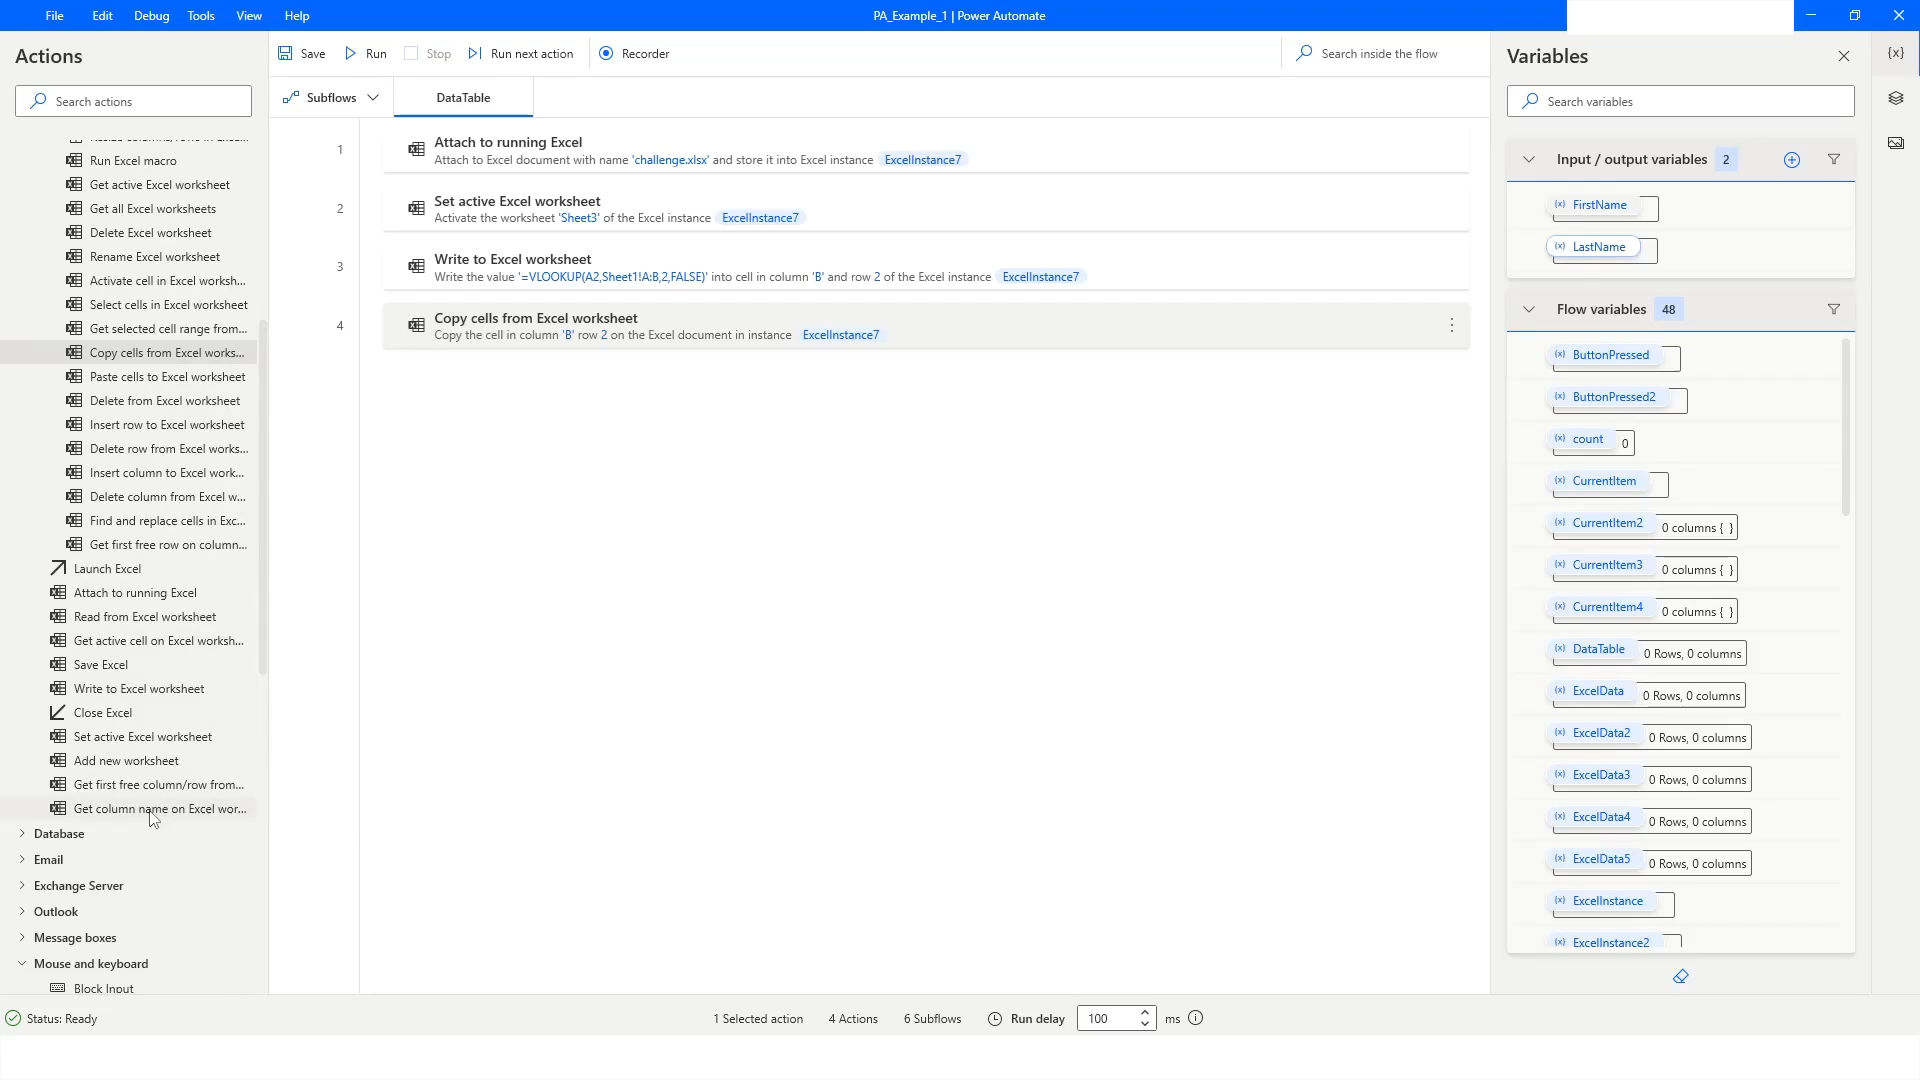 File Edit Debug Tools View Help
PA_Example_1 | Power Automate
Actions
Search actions
Run Excel macro
Get active Excel worksheet
Get all Excel worksheets
Delete Excel worksheet
Rename Excel worksheet
Activate cell in Excel worksh...
Select cells in Excel worksheet
Get selected cell range from...
Copy cells from Excel works...
Paste cells to Excel worksheet
Delete from Excel worksheet
Insert row to Excel worksheet
Delete row from Excel works...
Insert column to Excel work...
Delete column from Excel w...
Find and replace cells in Exc...
Get first free row on column...
Launch Excel
Attach to running Excel
Read from Excel worksheet
Get active cell on Excel worksh...
Save Excel
Write to Excel worksheet
Close Excel
Set active Excel worksheet
Add new worksheet
Get first free column/row from...
Get column name on Excel wor...
Database
Email
Exchange Server
Outlook
Message boxes
Mouse and keyboard
Block Input
Save Run Stop Run next action Recorder
Search inside the flow
Subflows DataTable
1 Attach to running Excel
Attach to Excel document with name 'challenge.xlsx' and store it into Excel instance ExcelInstance7
2 Set active Excel worksheet
Activate the worksheet 'Sheet3' of the Excel instance ExcelInstance7
3 Write to Excel worksheet
Write the value '=VLOOKUP(A2,Sheet1!A:B,2,FALSE)' into cell in column 'B' and row 2 of the Excel instance ExcelInstance7
4 Copy cells from Excel worksheet
Copy the cell in column 'B' row 2 on the Excel document in instance ExcelInstance7
Variables
{x}
Search variables
Input / output variables 2
(x) FirstName
(x) LastName
Flow variables 48
(x) ButtonPressed
(x) ButtonPressed2
(x) count 0
(x) CurrentItem
(x) CurrentItem2 0 columns { }
(x) CurrentItem3 0 columns { }
(x) CurrentItem4 0 columns { }
(x) DataTable 0 Rows, 0 columns
(x) ExcelData 0 Rows, 0 columns
(x) ExcelData2 0 Rows, 0 columns
(x) ExcelData3 0 Rows, 0 columns
(x) ExcelData4 0 Rows, 0 columns
(x) ExcelData5 0 Rows, 0 columns
(x) ExcelInstance
(x) ExcelInstance2
Status: Ready
1 Selected action 4 Actions 6 Subflows Run delay 100 ms